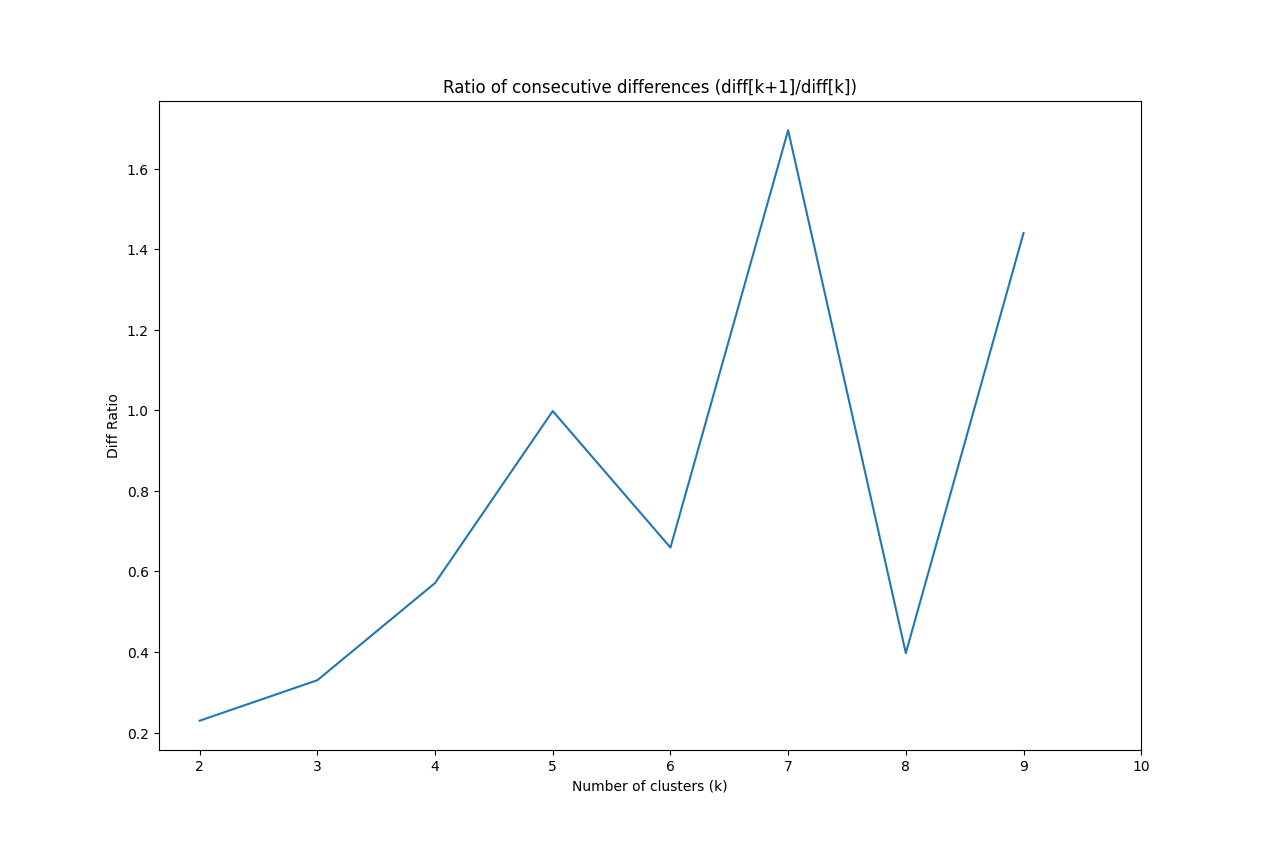 Ratio of consecutive differences (diff[k+1]/diff[k])
1.6
1.4
1.2
1.0
0.8
0.6
0.4
0.2
Diff Ratio
2 3 4 5 6 7 8 9 10
Number of clusters (k)